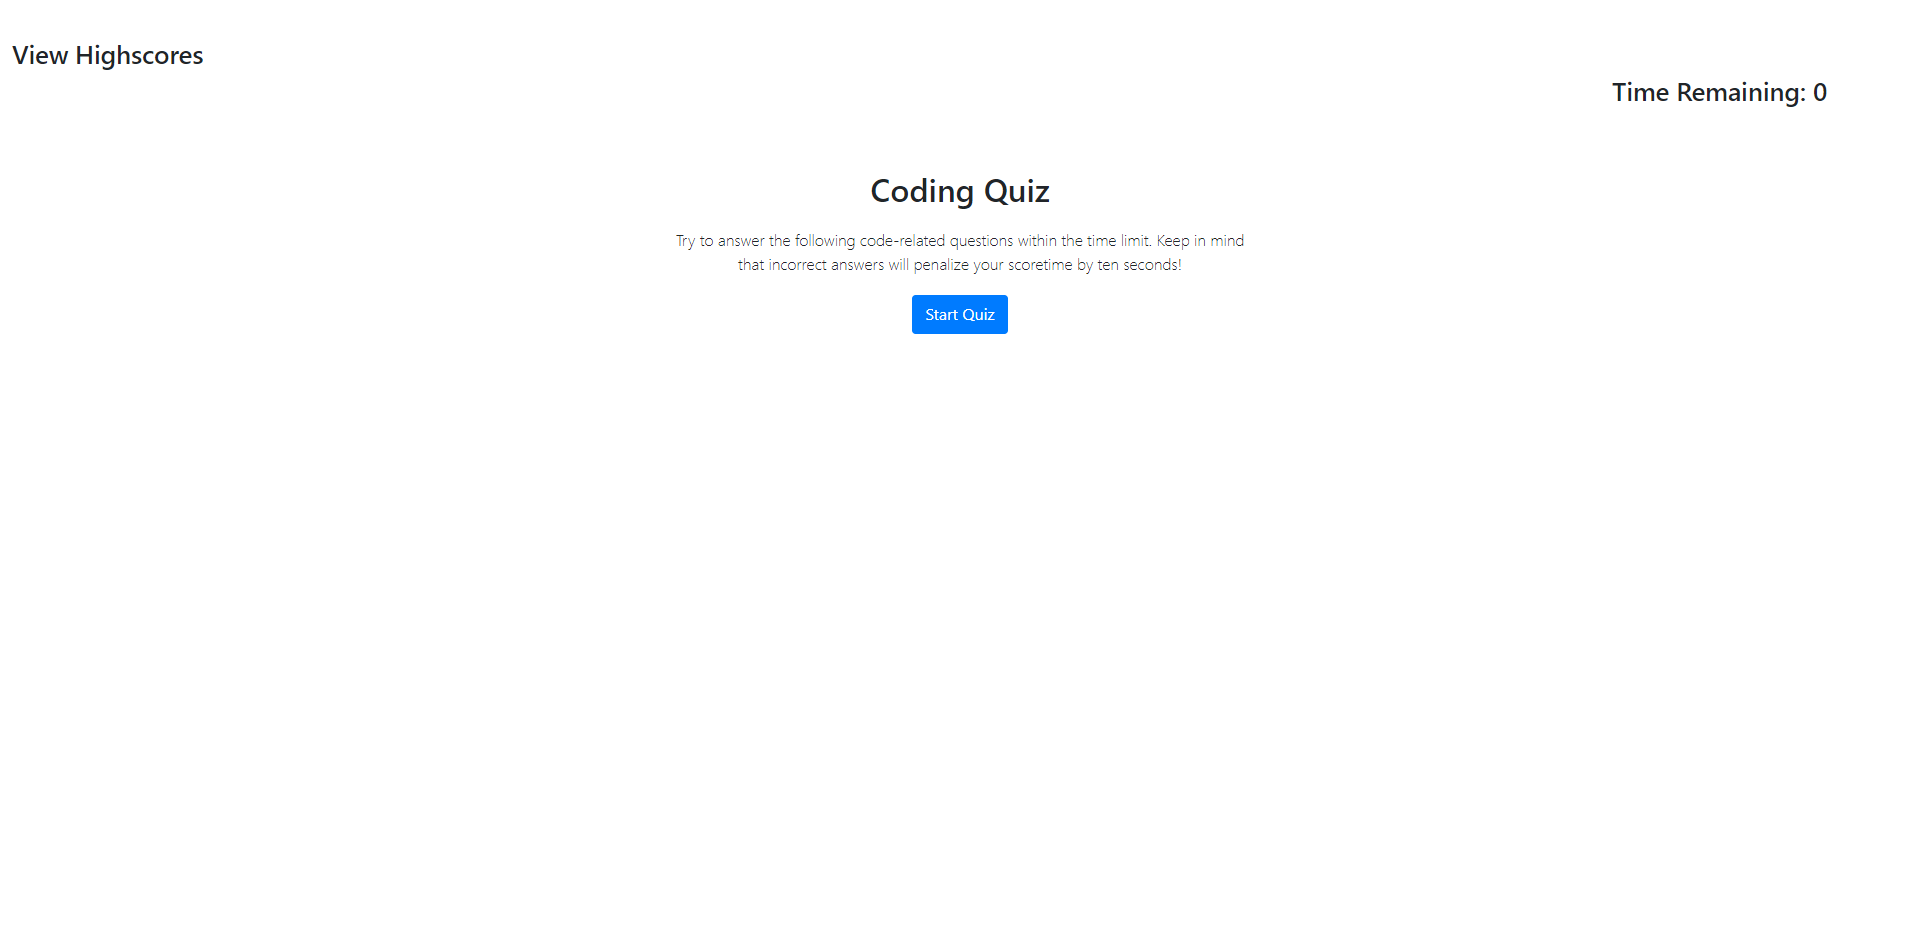 View Highscores
Time Remaining: 0
Coding Quiz
Try to answer the following code-related questions within the time limit. Keep in mind
that incorrect answers will penalize your scoretime by ten seconds!
Start Quiz